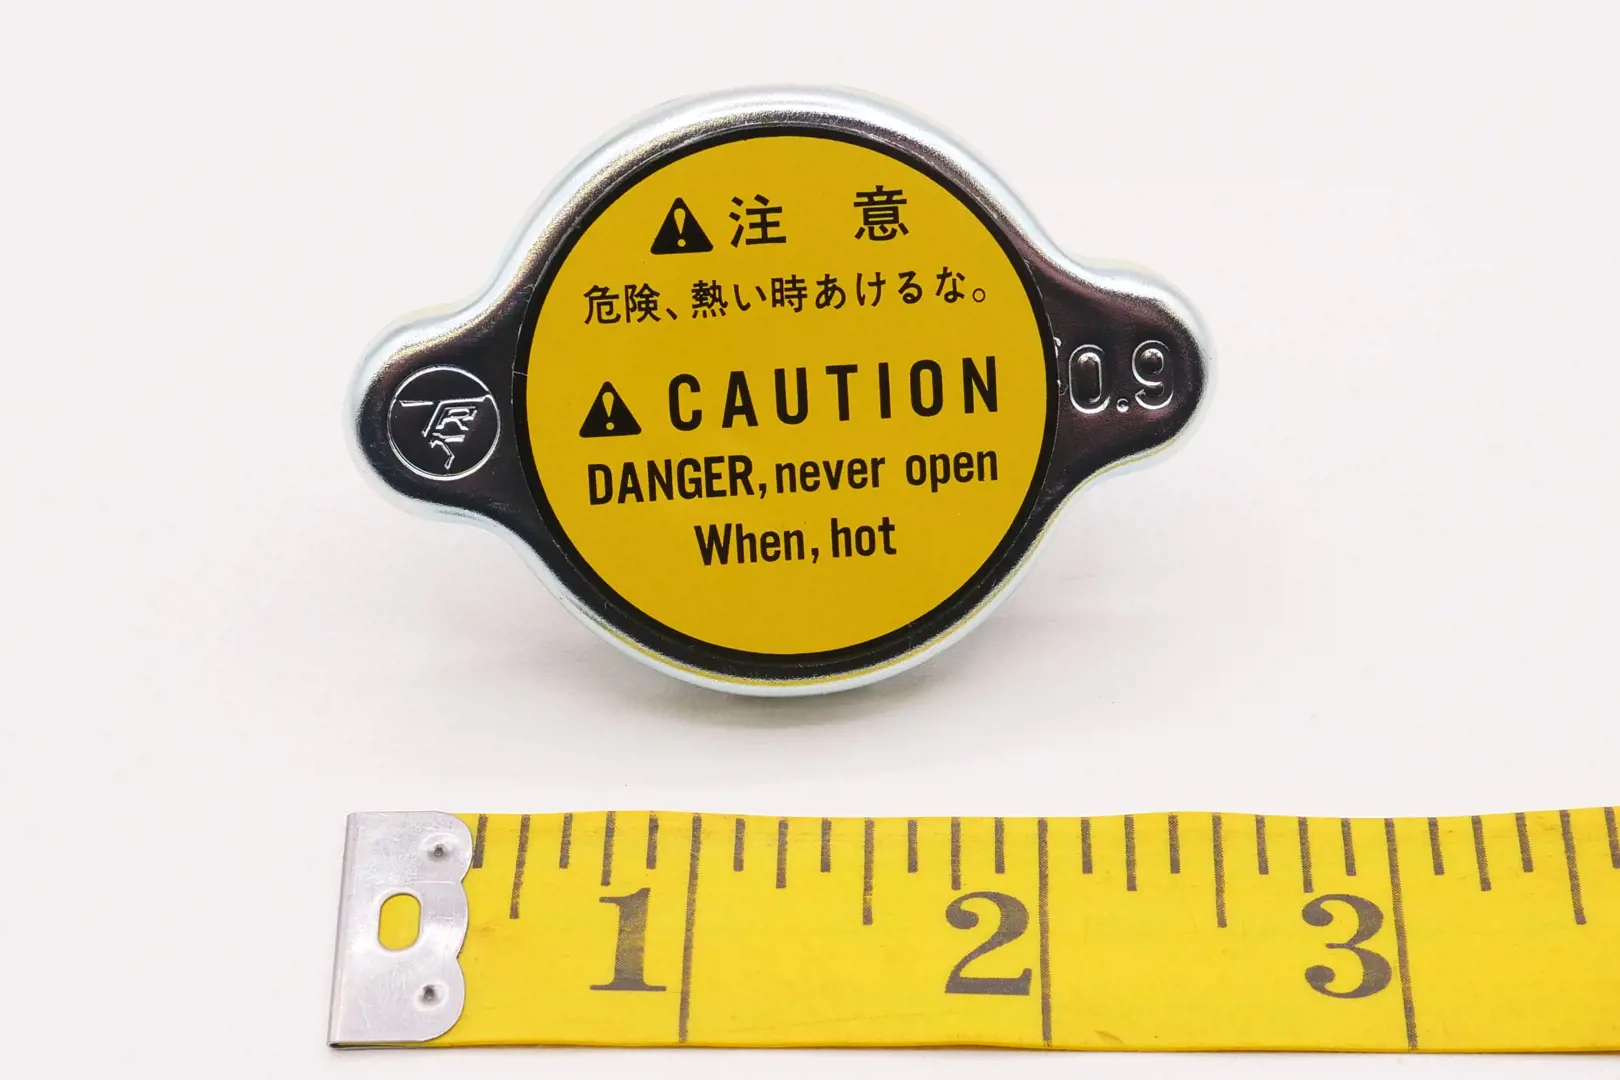 注 意
危険、熱い時あけるな。
CAUTION
DANGER, never open
When, hot
0.9
1 2 3